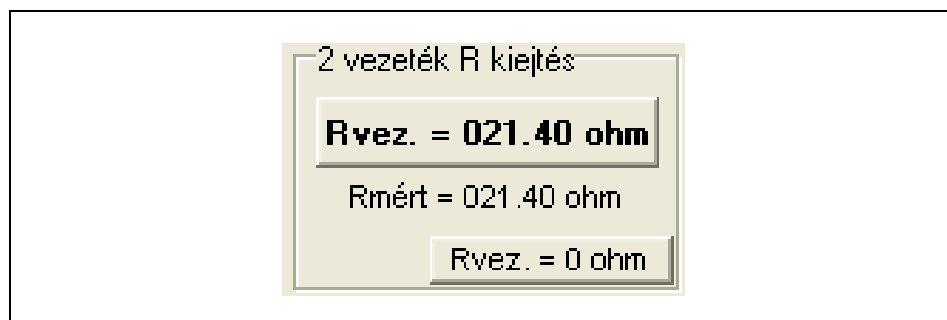 2 vezeték R kiejtés
Rvez. = 021.40 ohm
Rmért = 021.40 ohm
Rvez. = 0 ohm